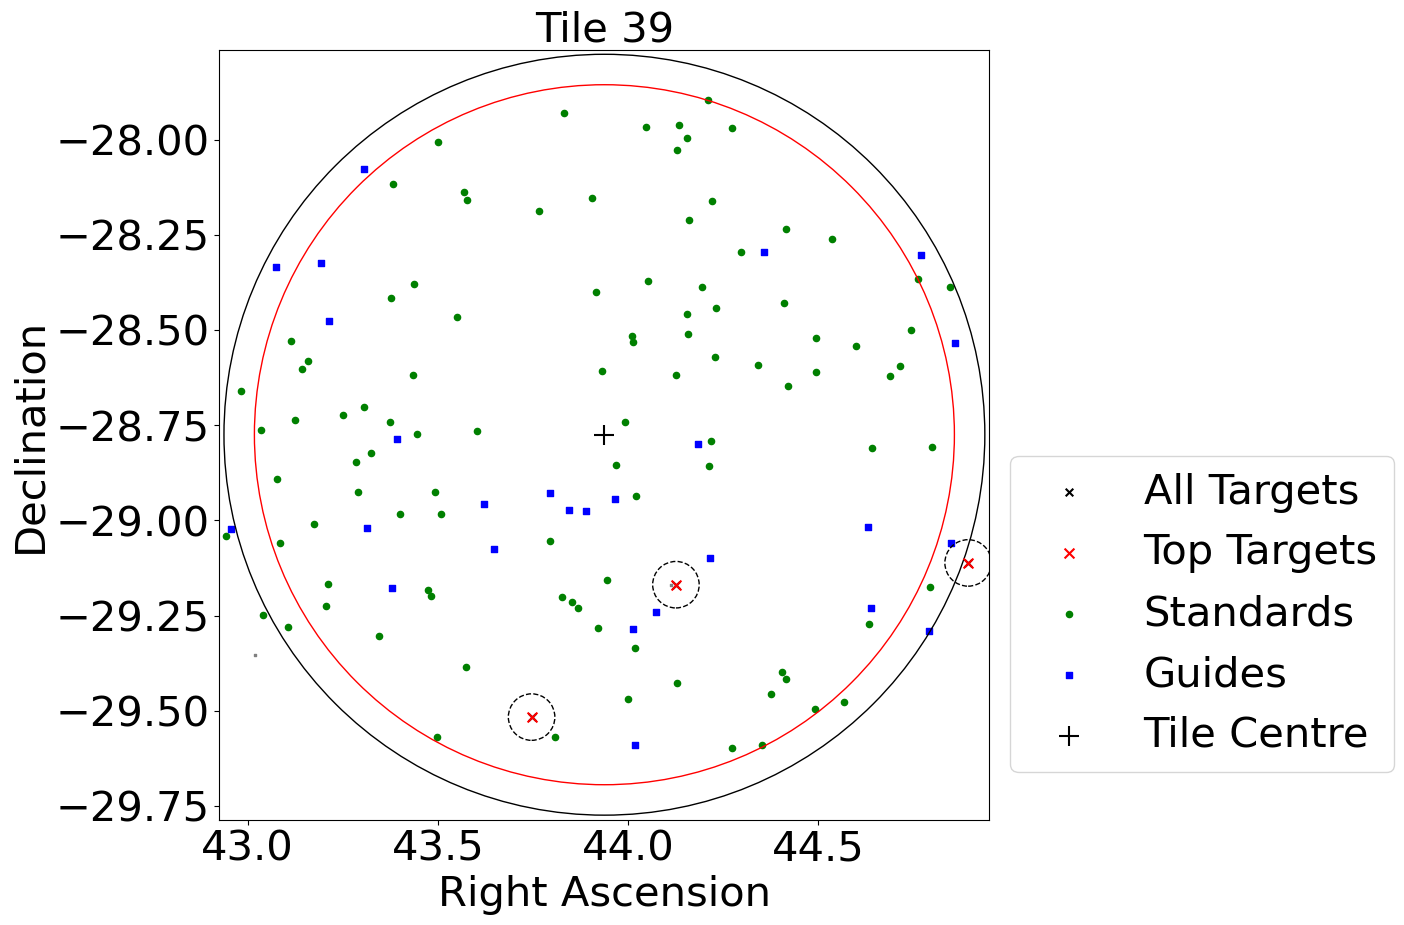 Tile 39
Declination
−28.00
−28.25
−28.50
−28.75
−29.00
−29.25
−29.50
−29.75
43.0 43.5 44.0 44.5
Right Ascension
All Targets
Top Targets
Standards
Guides
Tile Centre